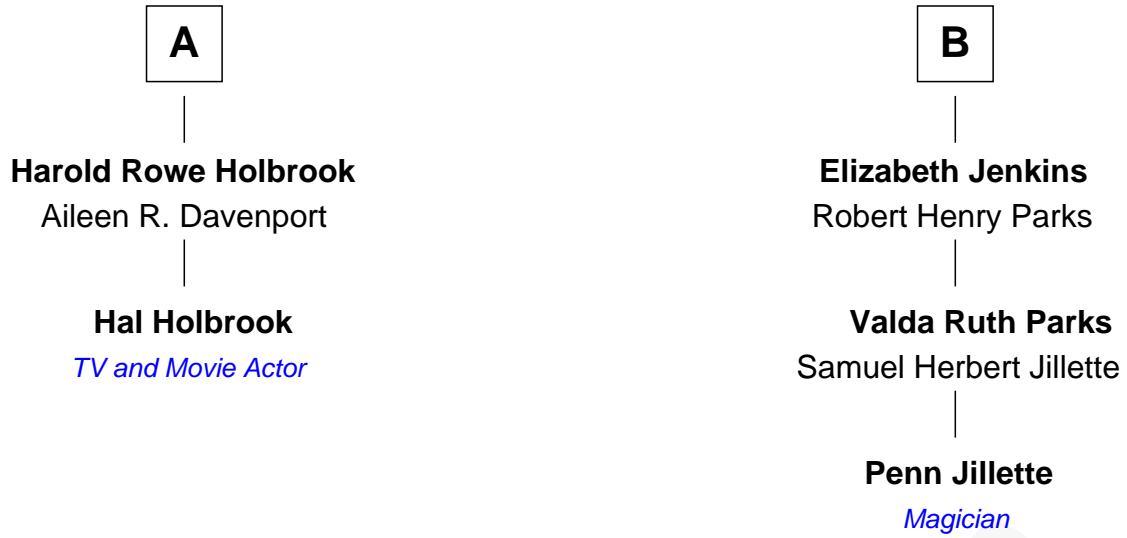 A
Harold Rowe Holbrook
Aileen R. Davenport
Hal Holbrook
TV and Movie Actor
B
Elizabeth Jenkins
Robert Henry Parks
Valda Ruth Parks
Samuel Herbert Jillette
Penn Jillette
Magician